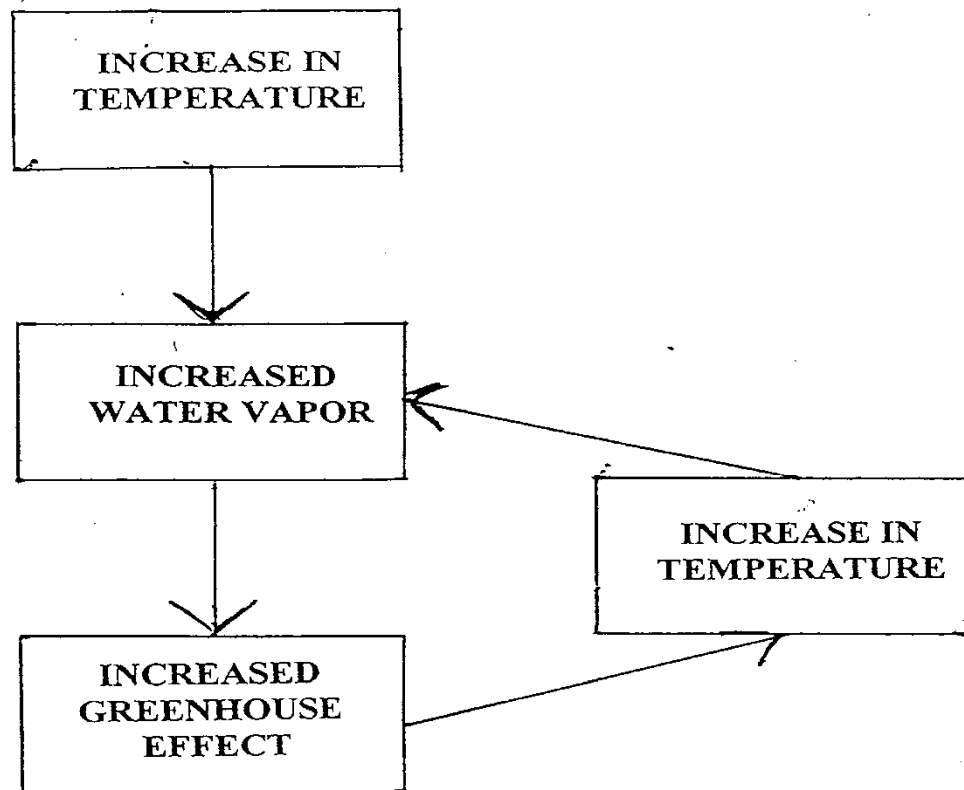 INCREASE IN
TEMPERATURE
INCREASED
WATER VAPOR
INCREASE IN
TEMPERATURE
INCREASED
GREENHOUSE
EFFECT